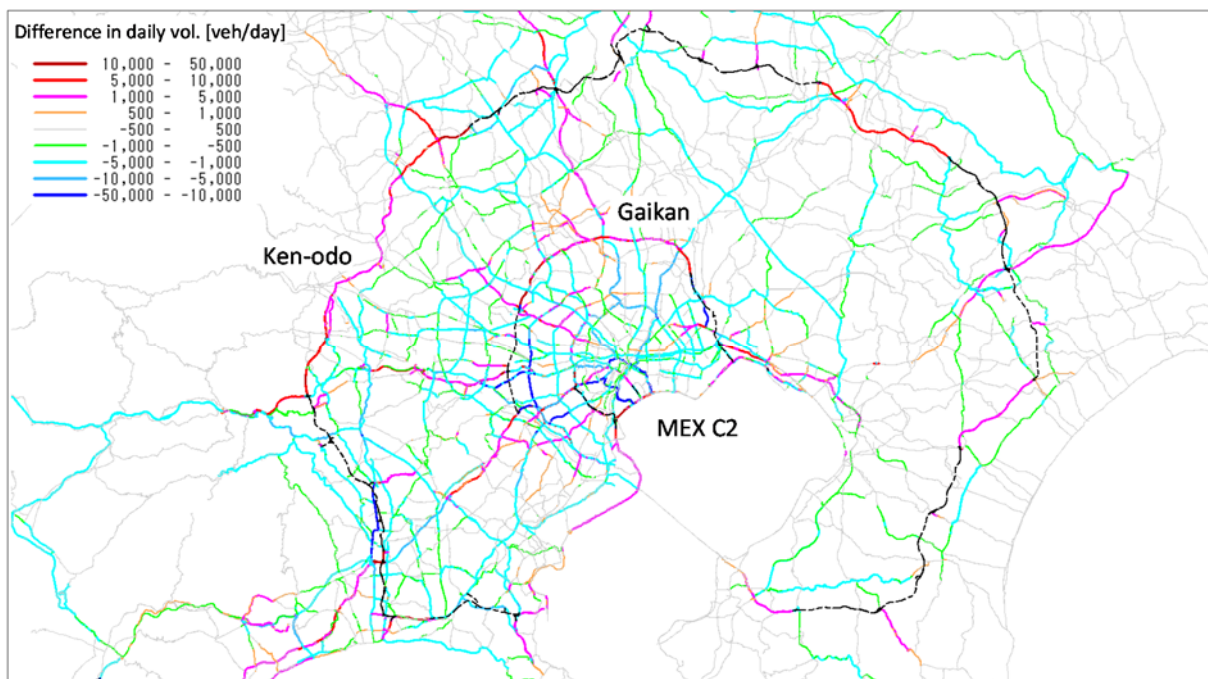 Difference in daily vol. [veh/day]
10,000 - 50,000
5,000 - 10,000
1,000 - 5,000
500 - 1,000
-500 - 500
-1,000 - -500
-5,000 - -1,000
-10,000 - -5,000
-50,000 - -10,000
Gaikan
Ken-odo
MEX C2